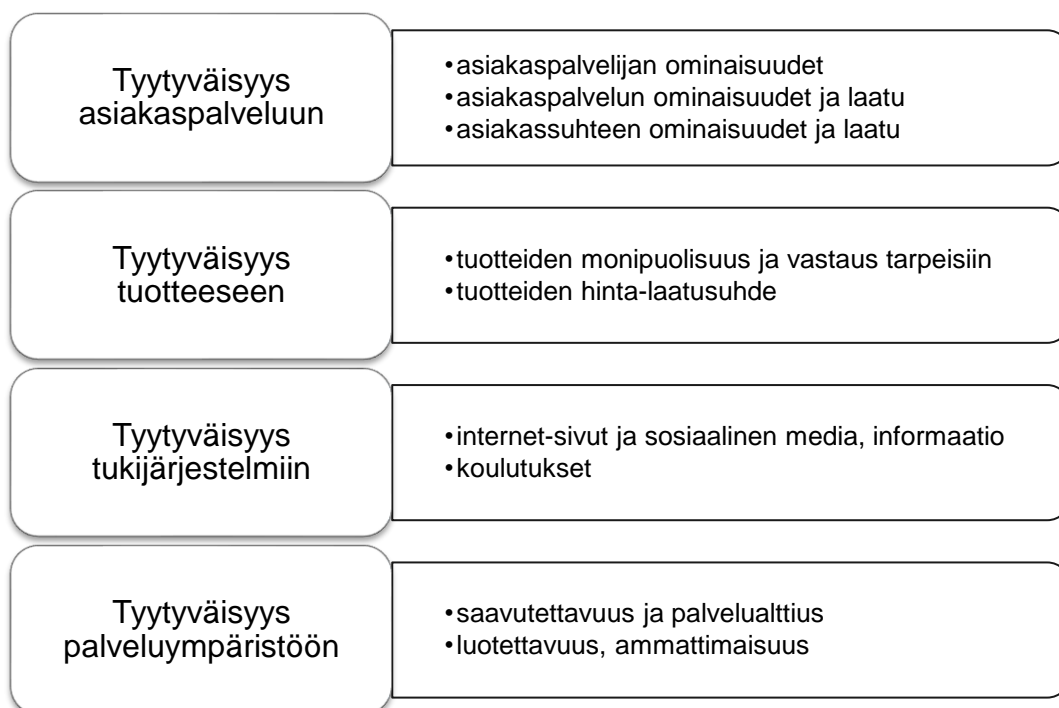 Tyytyväisyys
asiakaspalveluun
•asiakaspalvelijan ominaisuudet
•asiakaspalvelun ominaisuudet ja laatu
•asiakassuhteen ominaisuudet ja laatu
Tyytyväisyys
tuotteeseen
•tuotteiden monipuolisuus ja vastaus tarpeisiin
•tuotteiden hinta-laatusuhde
Tyytyväisyys
tukijärjestelmiin
•internet-sivut ja sosiaalinen media, informaatio
•koulutukset
Tyytyväisyys
palveluympäristöön
•saavutettavuus ja palvelualttius
•luotettavuus, ammattimaisuus